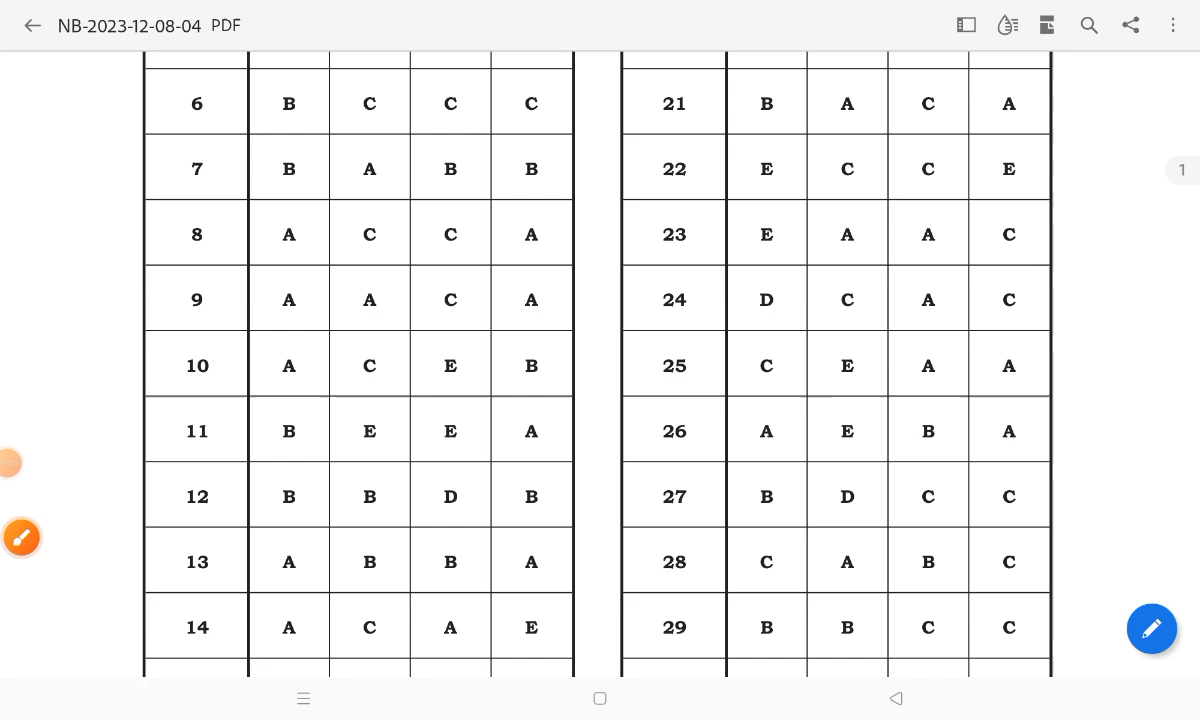 NB-2023-12-08-04 PDF
6 B C C C 21 B A C A
7 B A B B 22 E C C E
1
8 A C C A 23 E A A C
9 A A C A 24 D C A C
10 A C E B 25 C E A A
11 B E E A 26 A E B A
12 B B D B 27 B D C C
13 A B B A 28 C A B C
14 A C A E 29 B B C C